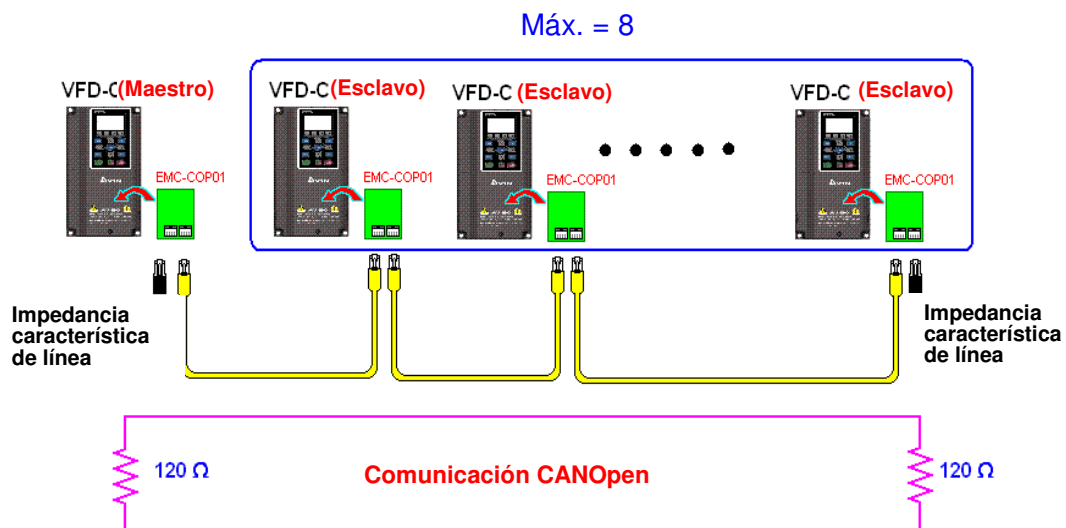 Máx. = 8
VFD-C(Maestro)
VFD-C(Esclavo)
VFD-C (Esclavo)
VFD-C (Esclavo)
EMC-COP01
EMC-COP01
EMC-COP01
EMC-COP01
Impedancia
característica
de línea
Impedancia
característica
de línea
120 Ω
Comunicación CANOpen
120 Ω